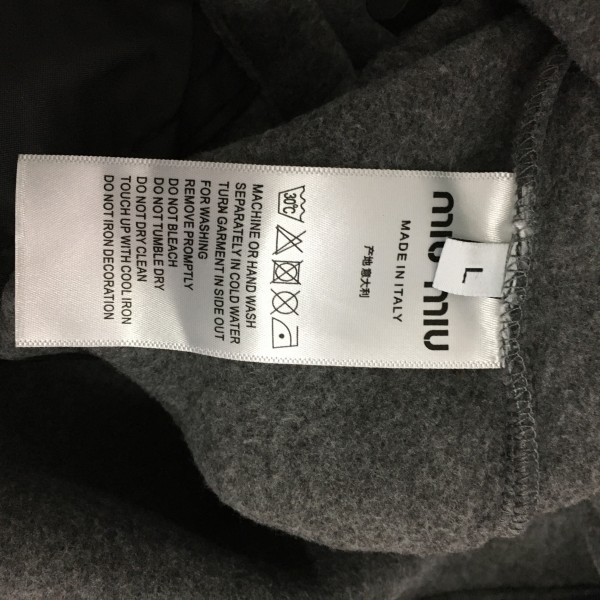 miu miu
L
MADE IN ITALY
产地意大利
30°C
MACHINE OR HAND WASH
SEPARATELY IN COLD WATER
TURN GARMENT IN SIDE OUT
FOR WASHING
REMOVE PROMPTLY
DO NOT BLEACH
DO NOT TUMBLE DRY
DO NOT DRY CLEAN
TOUCH UP WITH COOL IRON
DO NOT IRON DECORATION